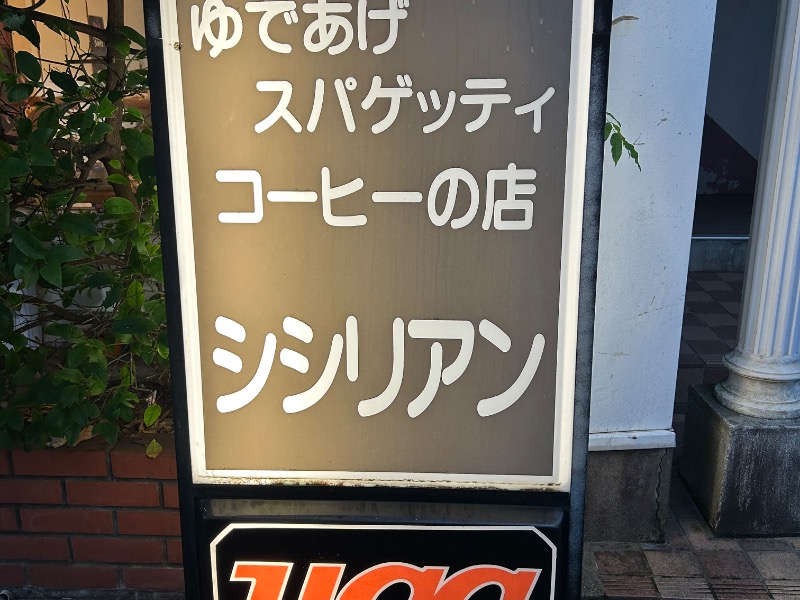 ゆであげ
スパゲッティ
コーヒーの店
シシリアン